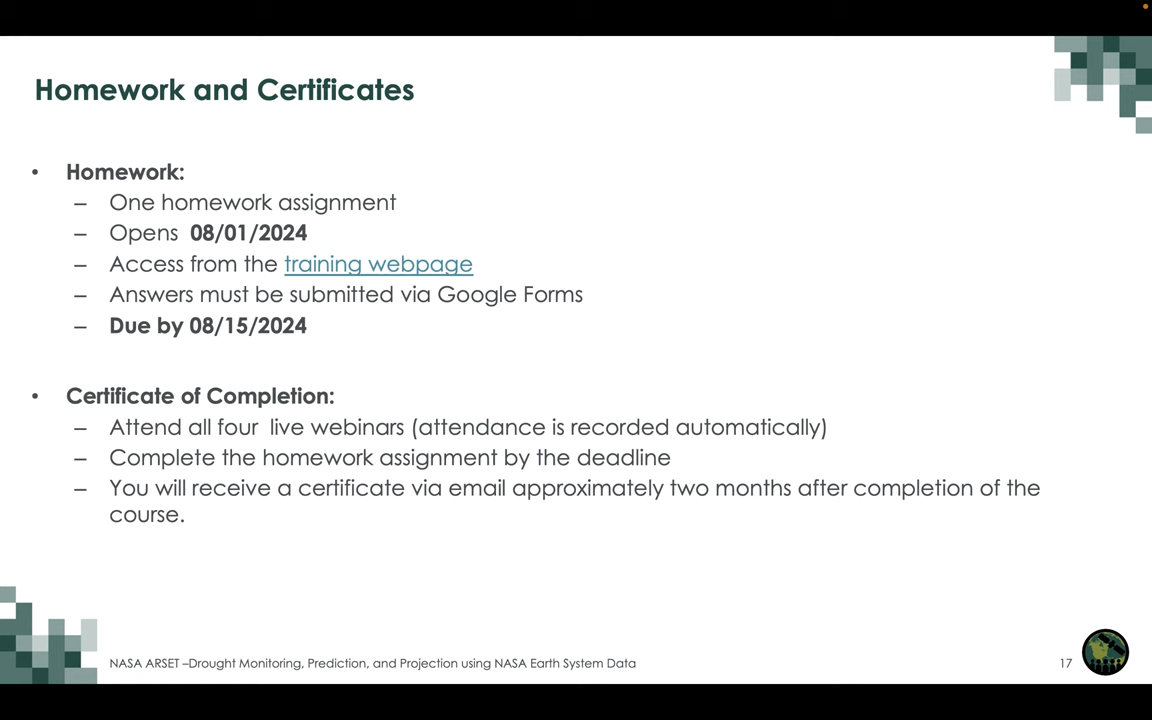 Homework and Certificates
• Homework:
– One homework assignment
– Opens 08/01/2024
– Access from the training webpage
– Answers must be submitted via Google Forms
– Due by 08/15/2024
• Certificate of Completion:
– Attend all four live webinars (attendance is recorded automatically)
– Complete the homework assignment by the deadline
– You will receive a certificate via email approximately two months after completion of the
course.
NASA ARSET –Drought Monitoring, Prediction, and Projection using NASA Earth System Data
17